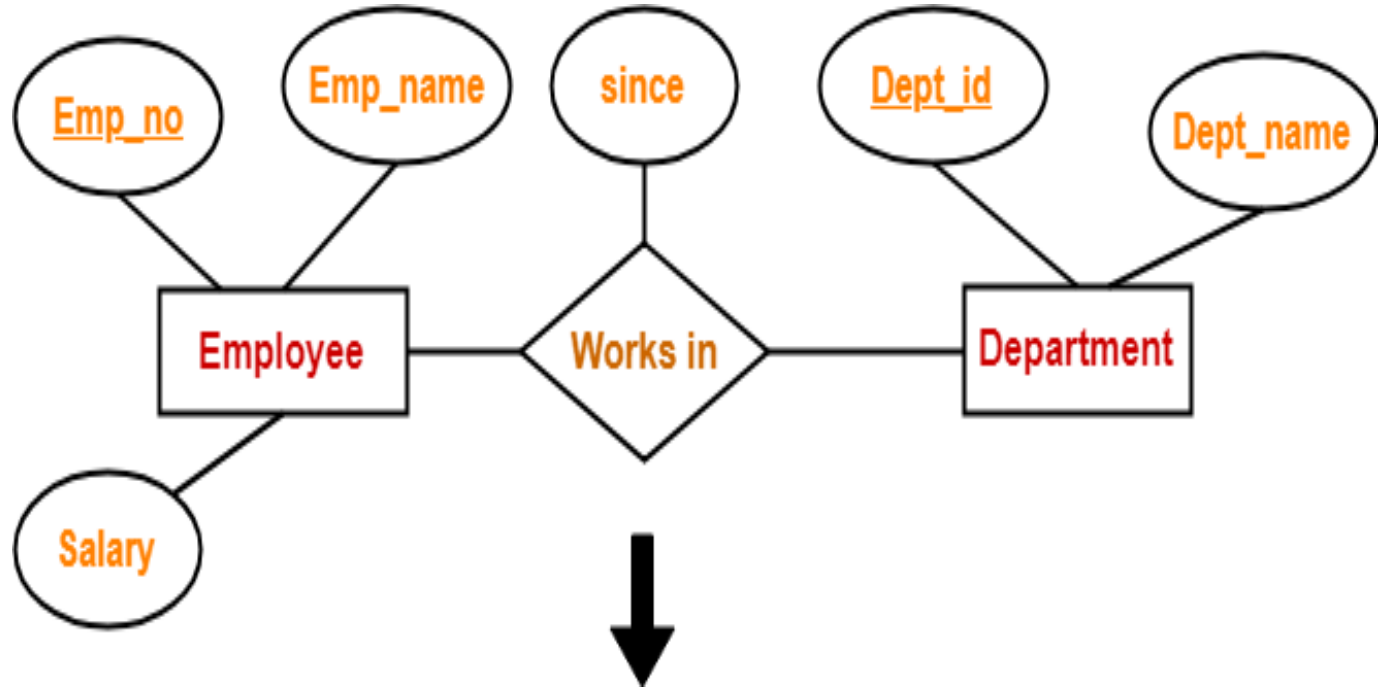 Emp_no
Emp_name
since
Dept_id
Dept_name
Employee
Works in
Department
Salary